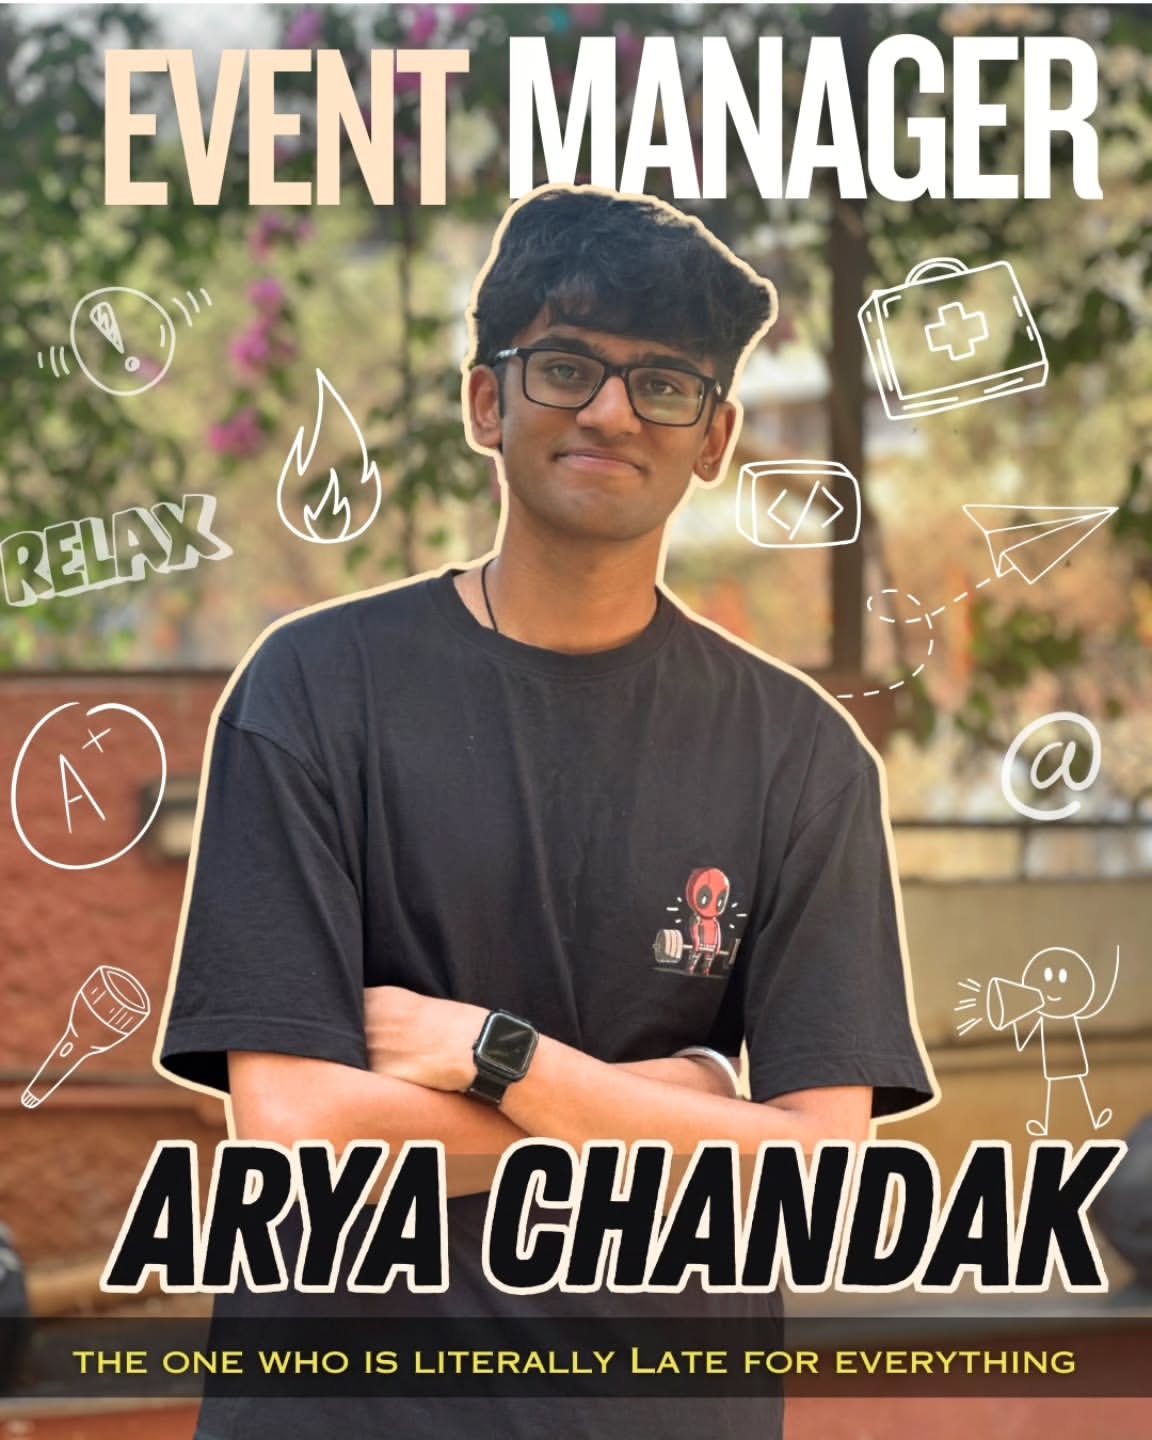 EVENT MANAGER
RELAX
</>
A+
@
ARYA CHANDAK
THE ONE WHO IS LITERALLY LATE FOR EVERYTHING